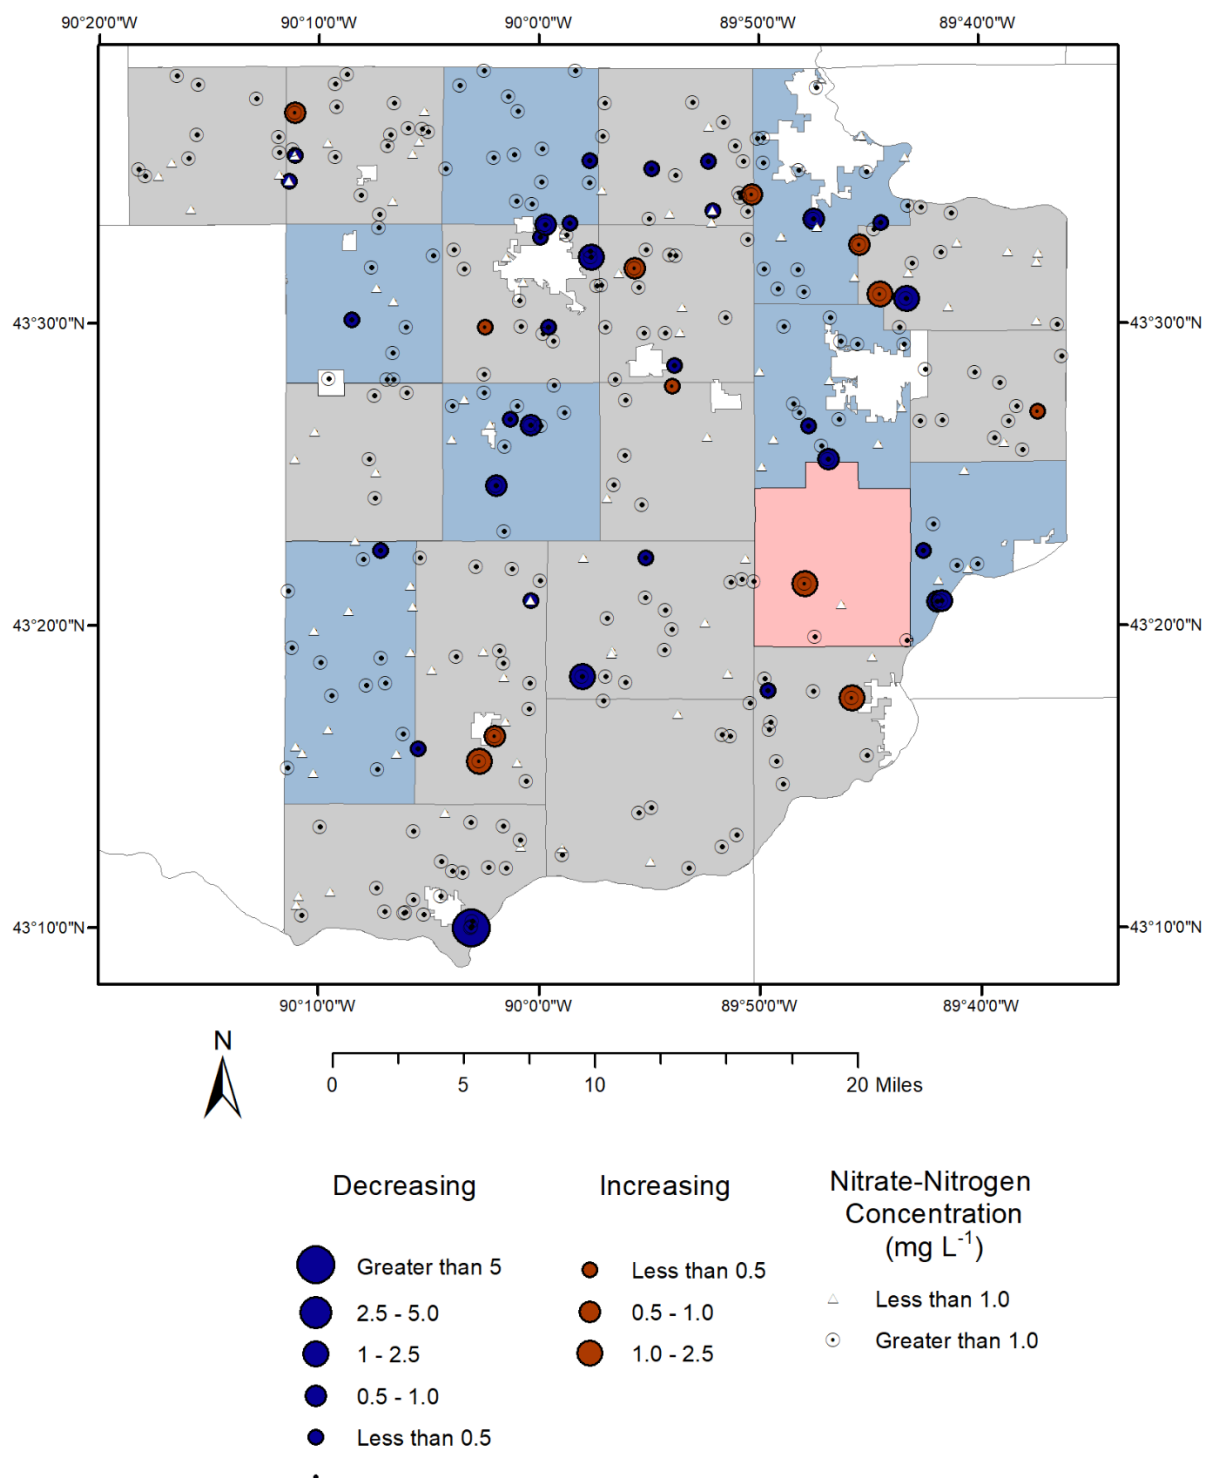 90°20'0"W 90°10'0"W 90°0'0"W 89°50'0"W 89°40'0"W
43°30'0"N 43°30'0"N
43°20'0"N 43°20'0"N
43°10'0"N 43°10'0"N
90°10'0"W 90°0'0"W 89°50'0"W 89°40'0"W
N
0 5 10 20 Miles
Decreasing
Greater than 5
2.5 - 5.0
1 - 2.5
0.5 - 1.0
Less than 0.5
Increasing
Less than 0.5
0.5 - 1.0
1.0 - 2.5
Nitrate-Nitrogen
Concentration
(mg L⁻¹)
Less than 1.0
Greater than 1.0